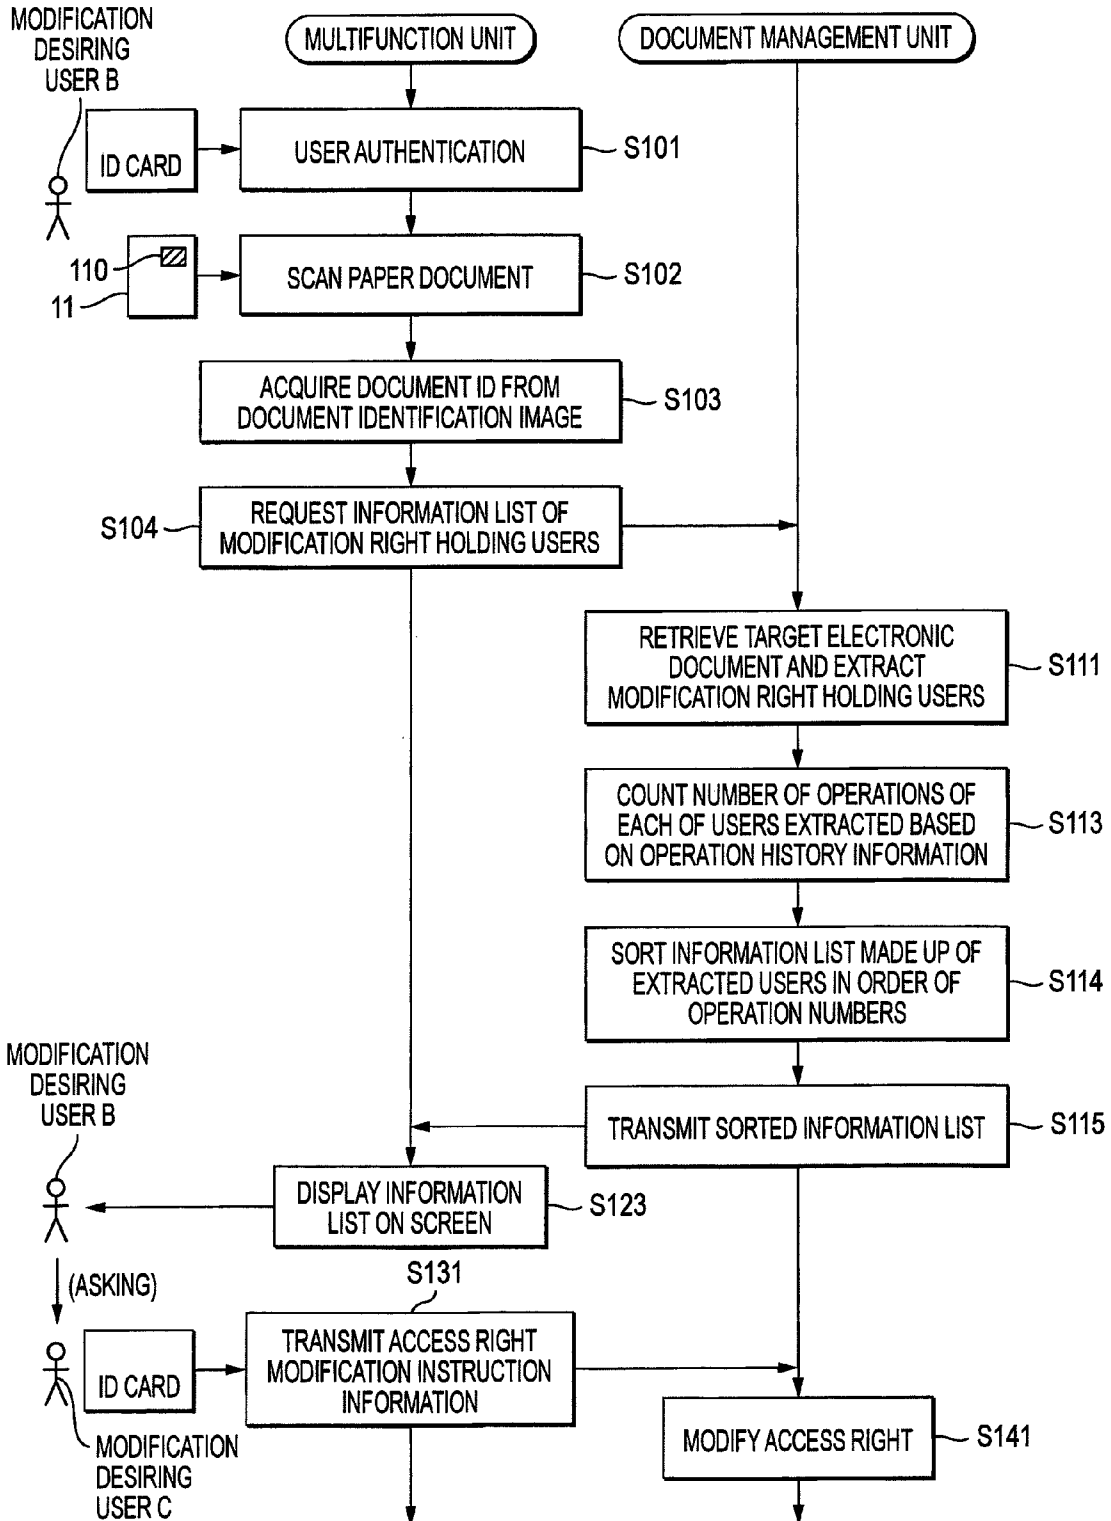 MODIFICATION
DESIRING
USER B
MULTIFUNCTION UNIT
DOCUMENT MANAGEMENT UNIT
ID CARD
USER AUTHENTICATION
S101
110
11
SCAN PAPER DOCUMENT
S102
ACQUIRE DOCUMENT ID FROM
DOCUMENT IDENTIFICATION IMAGE
S103
S104
REQUEST INFORMATION LIST OF
MODIFICATION RIGHT HOLDING USERS
RETRIEVE TARGET ELECTRONIC
DOCUMENT AND EXTRACT
MODIFICATION RIGHT HOLDING USERS
S111
COUNT NUMBER OF OPERATIONS OF
EACH OF USERS EXTRACTED BASED
ON OPERATION HISTORY INFORMATION
S113
SORT INFORMATION LIST MADE UP OF
EXTRACTED USERS IN ORDER OF
OPERATION NUMBERS
S114
MODIFICATION
DESIRING
USER B
TRANSMIT SORTED INFORMATION LIST
S115
DISPLAY INFORMATION
LIST ON SCREEN
S123
(ASKING)
S131
ID CARD
TRANSMIT ACCESS RIGHT
MODIFICATION INSTRUCTION
INFORMATION
MODIFY ACCESS RIGHT
S141
MODIFICATION
DESIRING
USER C